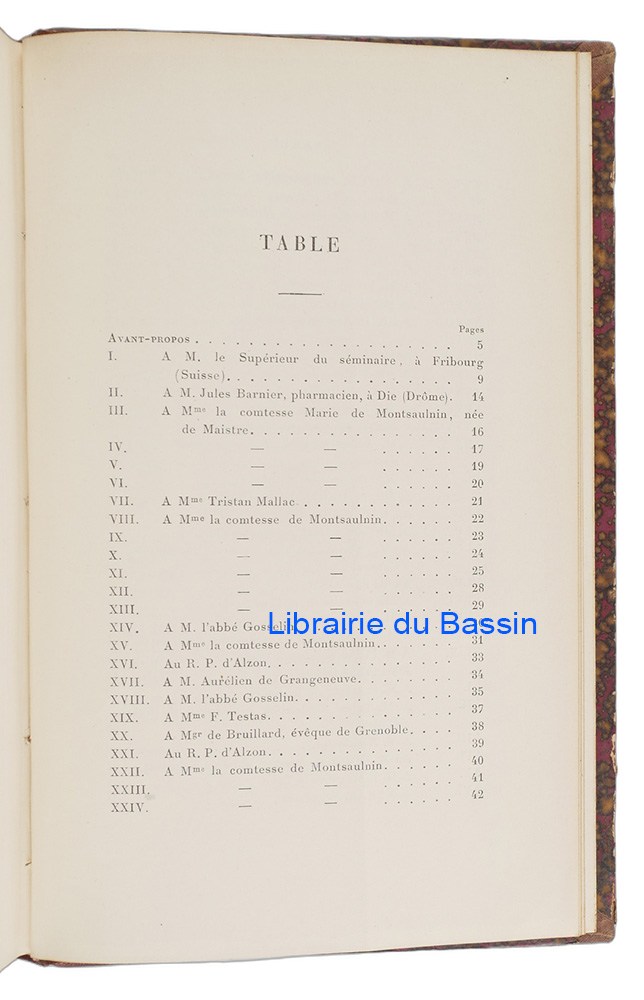 TABLE
Pages
AVANT-PROPOS . . . . . . . . . . . . . . . . . . . . 5
I. A M. le Supérieur du séminaire, à Fribourg
(Suisse). . . . . . . . . . . . . . . . . . 9
II. A M. Jules Barnier, pharmacien, à Die (Drôme). 14
III. A Mme la comtesse Marie de Montsaulnin, née
de Maistre. . . . . . . . . . . . . . . . 16
IV. — — . . . . . . 17
V. — — . . . . . . 19
VI. — — . . . . . . 20
VII. A Mme Tristan Mallac . . . . . . . . . . . . 21
VIII. A Mme la comtesse de Montsaulnin. . . . . . 22
IX. — — . . . . . . 23
X. — — . . . . . . 24
XI. — — . . . . . . 25
XII. — — . . . . . . 28
XIII. — — . . . . . . 29
XIV. A M. l'abbé Gosselin. . . . . . . . . . . .
Librairie du Bassin
XV. A Mme la comtesse de Montsaulnin. . . . . . 31
XVI. Au R. P. d'Alzon. . . . . . . . . . . . . . 33
XVII. A M. Aurélien de Grangeneuve. . . . . . . . 34
XVIII. A M. l'abbé Gosselin. . . . . . . . . . . . 35
XIX. A Mme F. Testas. . . . . . . . . . . . . . 37
XX. A Mgr de Bruillard, évêque de Grenoble. . . . 38
XXI. Au R. P. d'Alzon. . . . . . . . . . . . . . 39
XXII. A Mme la comtesse de Montsaulnin. . . . . . 40
XXIII. — — . . . . . . 41
XXIV. — — . . . . . . 42